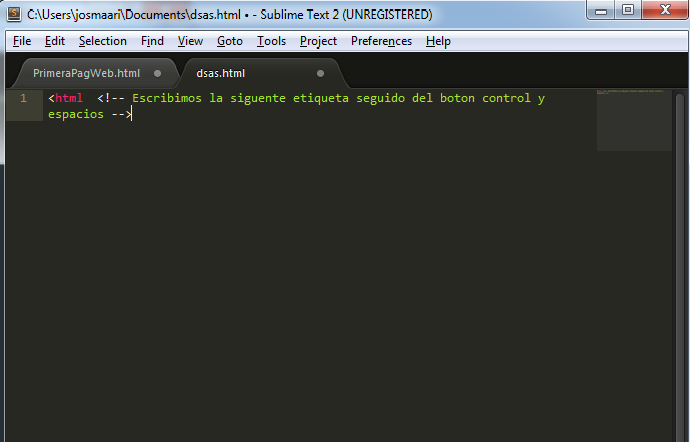 C:\Users\josmaari\Documents\dsas.html • - Sublime Text 2 (UNREGISTERED)
File Edit Selection Find View Goto Tools Project Preferences Help
PrimeraPagWeb.html dsas.html
1 <html <!-- Escribimos la siguente etiqueta seguido del boton control y
espacios -->